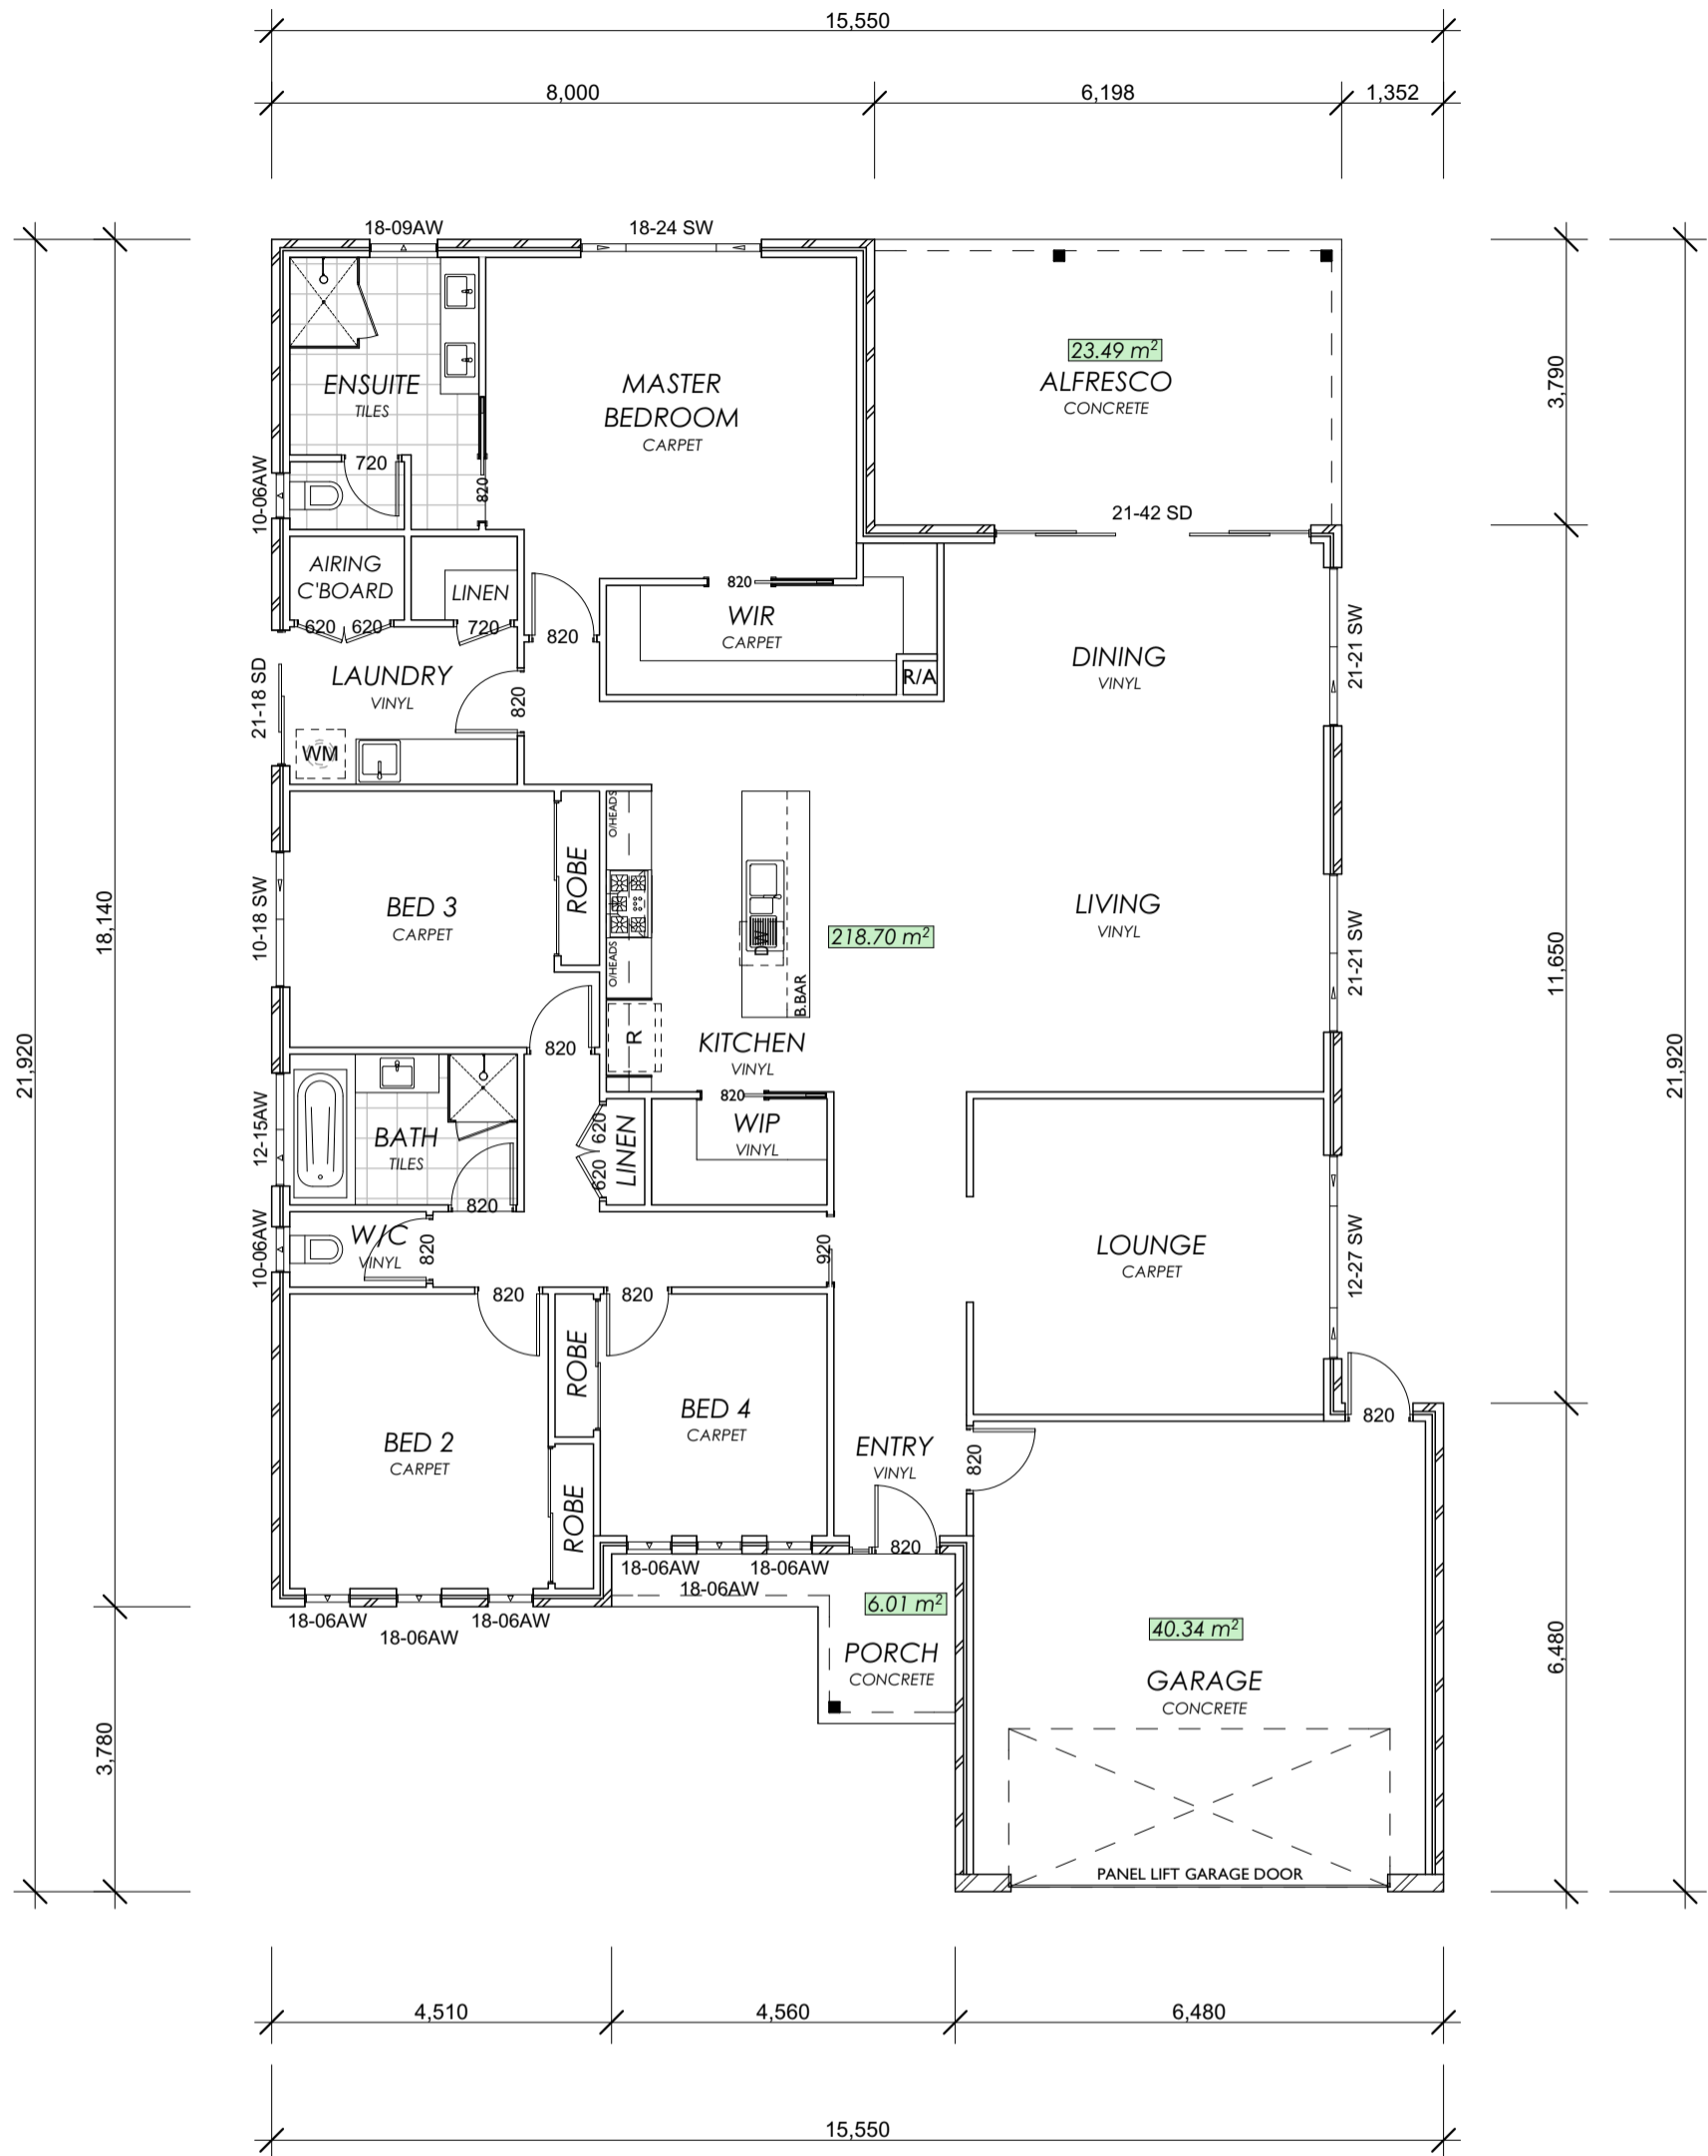 15,550
8,000
6,198
1,352
18-09AW
18-24 SW
23.49 m²
ALFRESCO
CONCRETE
ENSUITE
TILES
MASTER
BEDROOM
CARPET
3,790
720
820
10-06AW
21-42 SD
AIRING
C'BOARD
LINEN
620
620
720
820
820
WIR
CARPET
R/A
DINING
VINYL
21-21 SW
LAUNDRY
VINYL
820
21-18 SD
WM
O/HEADS
ROBE
BED 3
CARPET
10-18 SW
18,140
LIVING
VINYL
218.70 m²
21-21 SW
11,650
O/HEADS
B.BAR
R
KITCHEN
VINYL
820
21,920
21,920
820
WIP
VINYL
LINEN
620
620
BATH
TILES
12-15AW
820
W/C
VINYL
820
10-06AW
920
LOUNGE
CARPET
12-27 SW
820
820
ROBE
BED 4
CARPET
BED 2
CARPET
ROBE
ENTRY
VINYL
820
820
820
18-06AW
18-06AW
18-06AW
18-06AW
18-06AW
18-06AW
6.01 m²
PORCH
CONCRETE
40.34 m²
GARAGE
CONCRETE
6,480
3,780
PANEL LIFT GARAGE DOOR
4,510
4,560
6,480
15,550